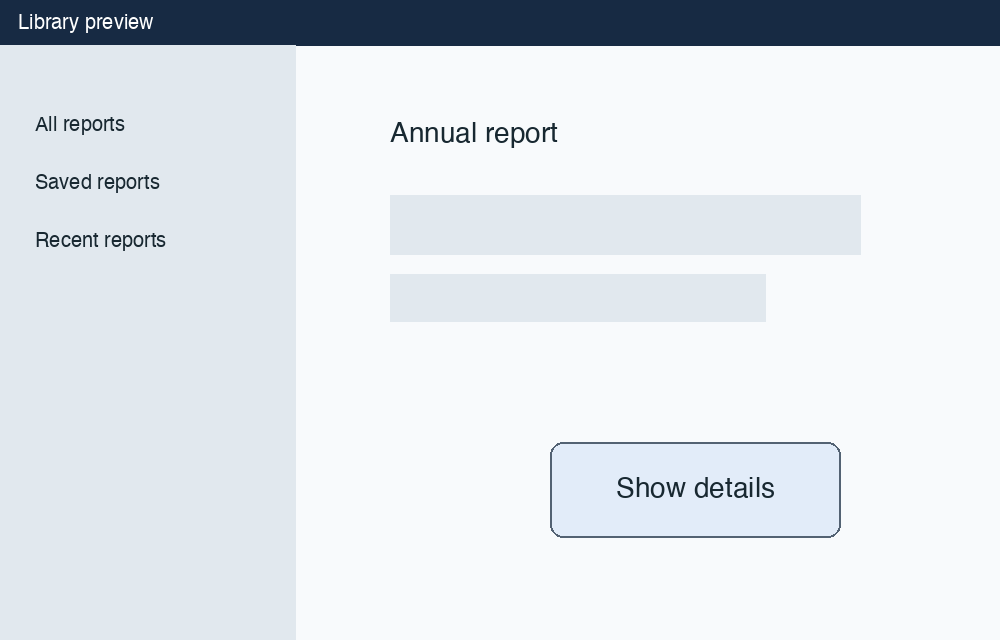 Library preview
All reports
Saved reports
Recent reports
Annual report
Show details